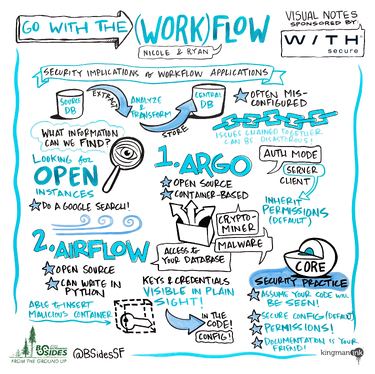 GO WITH THE (WORK)FLOW
NICOLE & RYAN
VISUAL NOTES
SPONSORED BY
W/TH
secure
SECURITY IMPLICATIONS of WORKFLOW APPLICATIONS
SOURCE
DB
EXTRACT
ANALYZE
& TRANSFORM
STORE
CENTRAL
DB
OFTEN MIS-
CONFIGURED
ISSUES CHAINED TOGETHER
CAN BE DISASTROUS!
WHAT INFORMATION
CAN WE FIND?
LOOKING for
OPEN
INSTANCES
DO A GOOGLE SEARCH!
1. ARGO
OPEN SOURCE
CONTAINER-BASED
AUTH MODE
SERVER
CLIENT
INHERIT
PERMISSIONS
(DEFAULT)
CRYPTO-
MINER
MALWARE
ACCESS to
YOUR DATABASE
2. AIRFLOW
OPEN SOURCE
CAN WRITE IN
PYTHON
ABLE to INSERT
MALICIOUS CONTAINER
KEYS & CREDENTIALS
VISIBLE IN PLAIN
SIGHT!
IN THE
CODE!
CONFIG!
CORE
SECURITY PRACTICE
ASSUME YOUR CODE WILL
BE SEEN!
SECURE CONFIG (DEFAULT)
PERMISSIONS!
DOCUMENTATION IS YOUR
FRIEND!
BSIDES
FROM THE GROUND UP
@BSidesSF
kingmanink